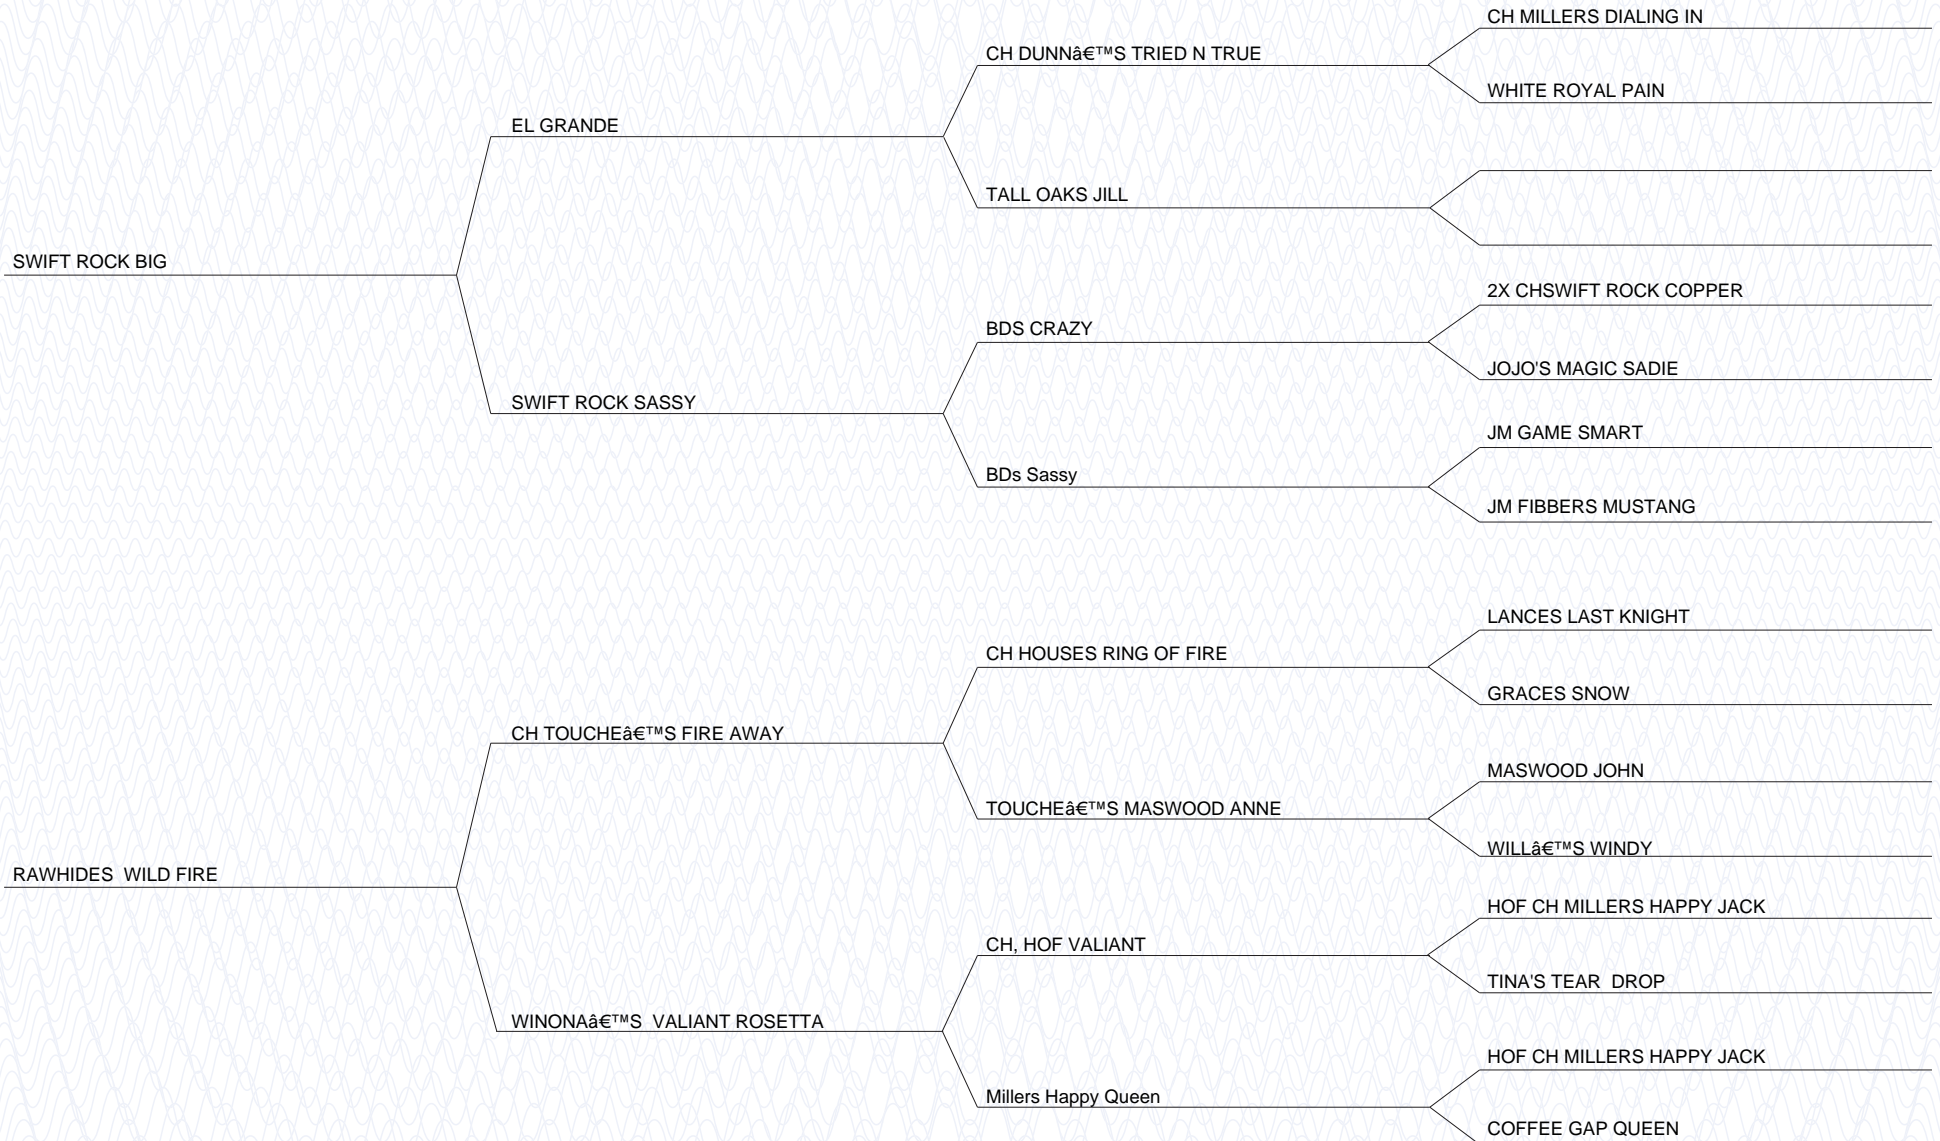 CH MILLERS DIALING IN
CH DUNNâ€™S TRIED N TRUE
WHITE ROYAL PAIN
EL GRANDE
TALL OAKS JILL
SWIFT ROCK BIG
2X CHSWIFT ROCK COPPER
BDS CRAZY
JOJO'S MAGIC SADIE
SWIFT ROCK SASSY
JM GAME SMART
BDs Sassy
JM FIBBERS MUSTANG
LANCES LAST KNIGHT
CH HOUSES RING OF FIRE
GRACES SNOW
CH TOUCHEâ€™S FIRE AWAY
MASWOOD JOHN
TOUCHEâ€™S MASWOOD ANNE
WILLâ€™S WINDY
RAWHIDES  WILD FIRE
HOF CH MILLERS HAPPY JACK
CH, HOF VALIANT
TINA'S TEAR  DROP
WINONAâ€™S  VALIANT ROSETTA
HOF CH MILLERS HAPPY JACK
Millers Happy Queen
COFFEE GAP QUEEN